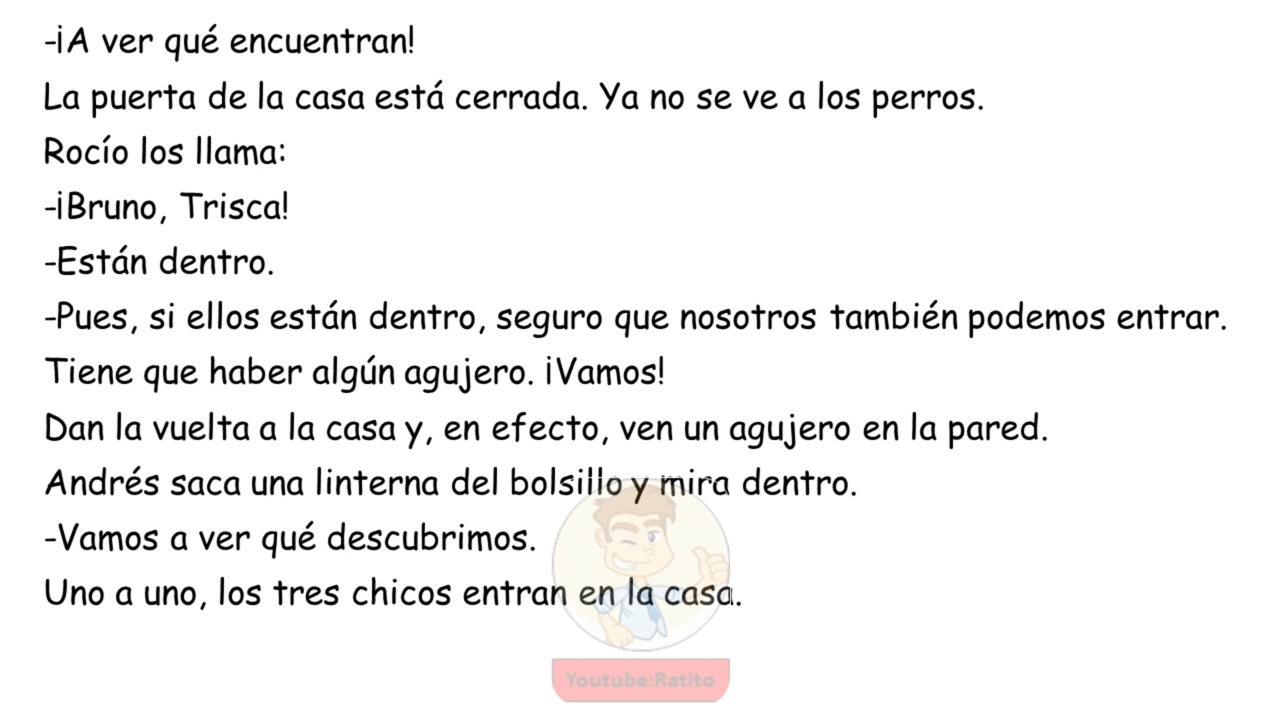 -¡A ver qué encuentran!
La puerta de la casa está cerrada. Ya no se ve a los perros.
Rocío los llama:
-¡Bruno, Trisca!
-Están dentro.
-Pues, si ellos están dentro, seguro que nosotros también podemos entrar.
Tiene que haber algún agujero. ¡Vamos!
Dan la vuelta a la casa y, en efecto, ven un agujero en la pared.
Andrés saca una linterna del bolsillo y mira dentro.
-Vamos a ver qué descubrimos.
Uno a uno, los tres chicos entran en la casa.
Youtube:Ratito